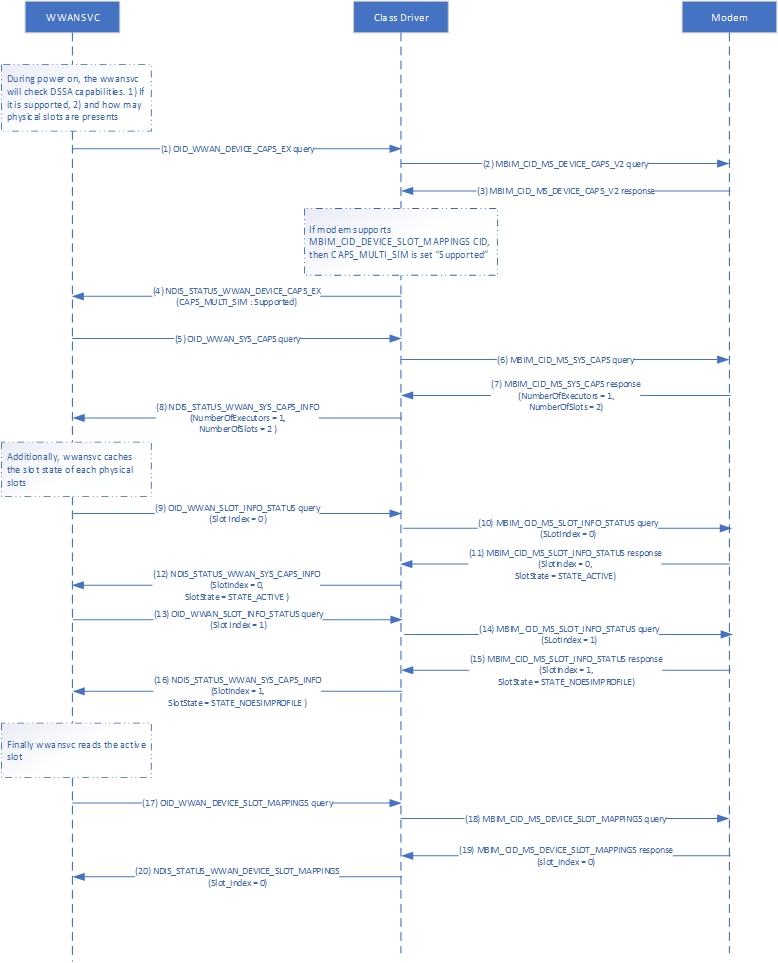 WWANSVC
Class Driver
Modem
During power on, the wwansvc
will check DSSA capabilities. 1) If
it is supported, 2) and how may
physical slots are presents
(1) OID_WWAN_DEVICE_CAPS_EX query
(2) MBIM_CID_MS_DEVICE_CAPS_V2 query
(3) MBIM_CID_MS_DEVICE_CAPS_V2 response
If modem supports
MBIM_CID_DEVICE_SLOT_MAPPINGS CID,
then CAPS_MULTI_SIM is set “Supported”
(4) NDIS_STATUS_WWAN_DEVICE_CAPS_EX
(CAPS_MULTI_SIM : Supported)
(5) OID_WWAN_SYS_CAPS query
(6) MBIM_CID_MS_SYS_CAPS query
(7) MBIM_CID_MS_SYS_CAPS response
(NumberOfExecutors = 1,
NumberOfSlots = 2)
(8) NDIS_STATUS_WWAN_SYS_CAPS_INFO
(NumberOfExecutors = 1,
NumberOfSlots = 2 )
Additionally, wwansvc caches
the slot state of each physical
slots
(9) OID_WWAN_SLOT_INFO_STATUS query
(SlotIndex = 0 )
(10) MBIM_CID_MS_SLOT_INFO_STATUS query
(SLotIndex = 0)
(11) MBIM_CID_MS_SLOT_INFO_STATUS response
(SlotIndex = 0,
SlotState = STATE_ACTIVE)
(12) NDIS_STATUS_WWAN_SYS_CAPS_INFO
(SlotIndex = 0,
SlotState = STATE_ACTIVE )
(13) OID_WWAN_SLOT_INFO_STATUS query
(SlotIndex = 1)
(14) MBIM_CID_MS_SLOT_INFO_STATUS query
(SLotIndex = 1)
(15) MBIM_CID_MS_SLOT_INFO_STATUS response
(SlotIndex = 1,
SlotState = STATE_NOESIMPROFILE)
(16) NDIS_STATUS_WWAN_SYS_CAPS_INFO
(SlotIndex = 1,
SlotState = STATE_NOESIMPROFILE )
Finally wwansvc reads the active
slot
(17) OID_WWAN_DEVICE_SLOT_MAPPINGS query
(18) MBIM_CID_MS_DEVICE_SLOT_MAPPINGS query
(19) MBIM_CID_MS_DEVICE_SLOT_MAPPINGS response
(slot_Index = 0)
(20) NDIS_STATUS_WWAN_DEVICE_SLOT_MAPPINGS
(Slot_Index = 0)